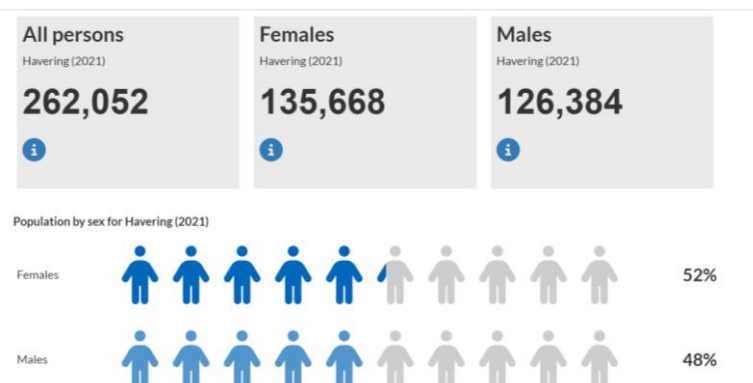 All persons
Havering (2021)
262,052
i
Females
Havering (2021)
135,668
i
Males
Havering (2021)
126,384
i
Population by sex for Havering (2021)
Females 52%
Males 48%